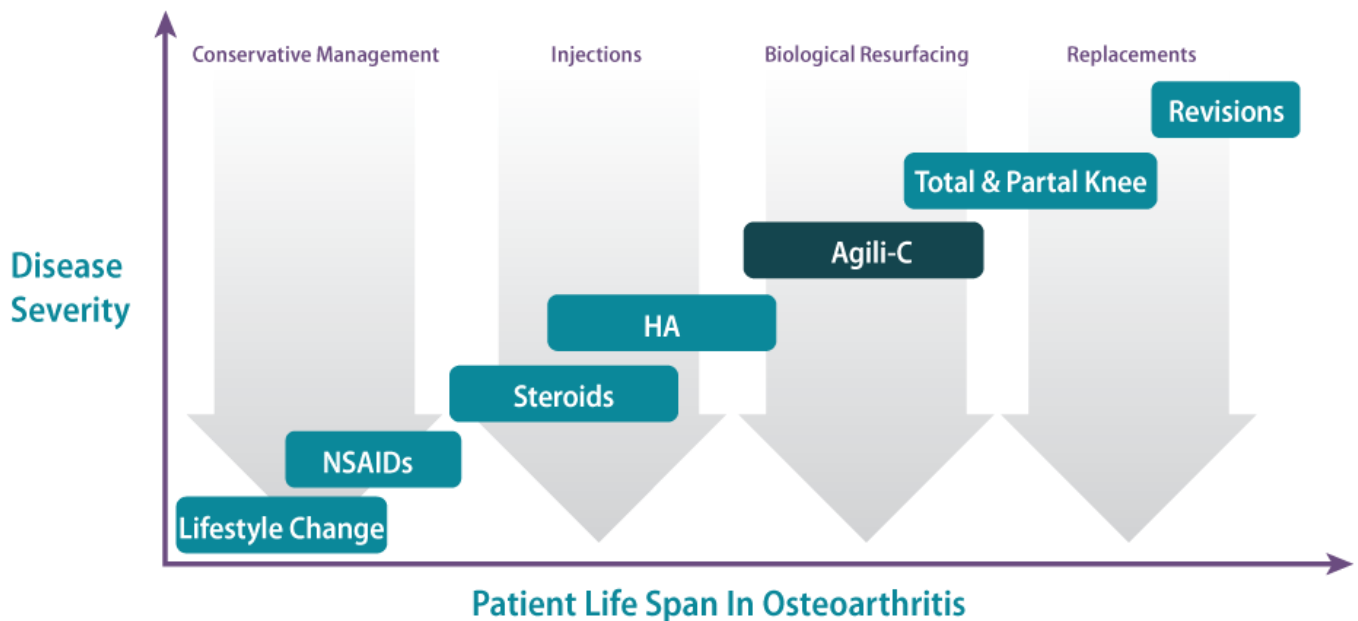 Conservative Management
Injections
Biological Resurfacing
Replacements
Revisions
Total & Partal Knee
Agili-C
Disease
Severity
HA
Steroids
NSAIDs
Lifestyle Change
Patient Life Span In Osteoarthritis